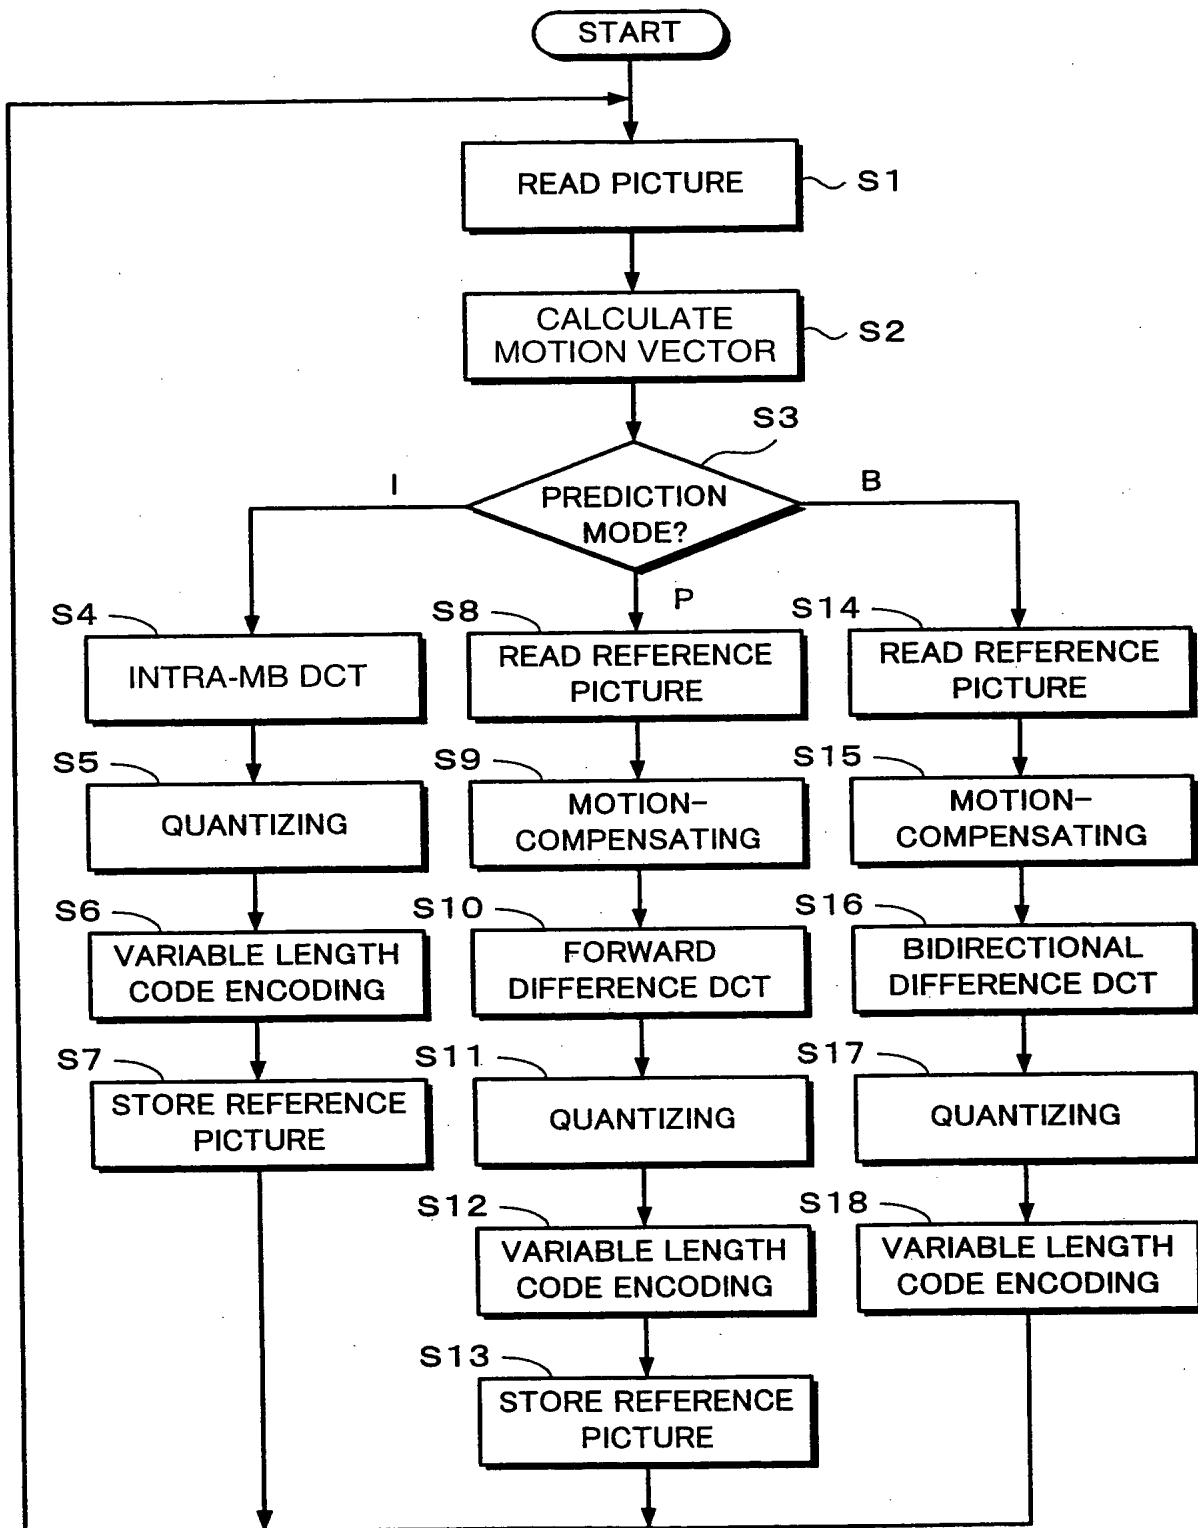 START
READ PICTURE
S1
CALCULATE
MOTION VECTOR
S2
S3
PREDICTION
MODE?
I
B
P
S4
INTRA-MB DCT
S5
QUANTIZING
S6
VARIABLE LENGTH
CODE ENCODING
S7
STORE REFERENCE
PICTURE
S8
READ REFERENCE
PICTURE
S9
MOTION-
COMPENSATING
S10
FORWARD
DIFFERENCE DCT
S11
QUANTIZING
S12
VARIABLE LENGTH
CODE ENCODING
S13
STORE REFERENCE
PICTURE
S14
READ REFERENCE
PICTURE
S15
MOTION-
COMPENSATING
S16
BIDIRECTIONAL
DIFFERENCE DCT
S17
QUANTIZING
S18
VARIABLE LENGTH
CODE ENCODING